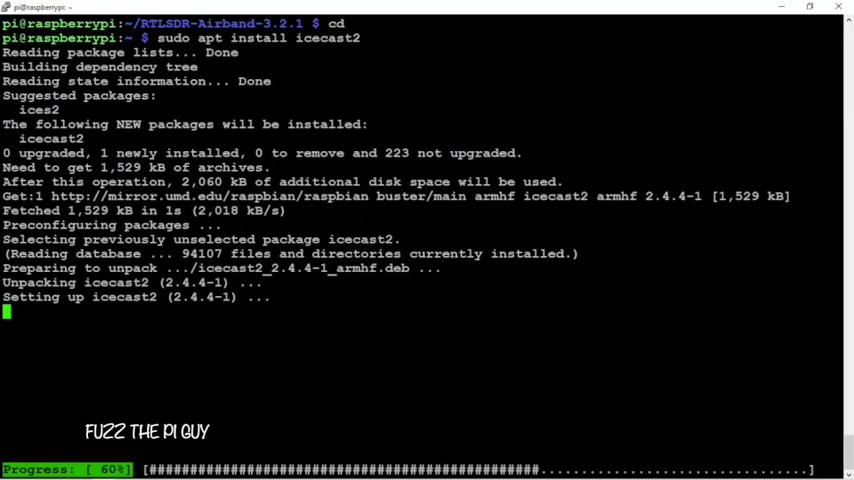 pi@raspberrypi: ~
pi@raspberrypi:~/RTLSDR-Airband-3.2.1 $ cd
pi@raspberrypi:~ $ sudo apt install icecast2
Reading package lists... Done
Building dependency tree
Reading state information... Done
Suggested packages:
  ices2
The following NEW packages will be installed:
  icecast2
0 upgraded, 1 newly installed, 0 to remove and 223 not upgraded.
Need to get 1,529 kB of archives.
After this operation, 2,060 kB of additional disk space will be used.
Get:1 http://mirror.umd.edu/raspbian/raspbian buster/main armhf icecast2 armhf 2.4.4-1 [1,529 kB]
Fetched 1,529 kB in 1s (2,018 kB/s)
Preconfiguring packages ...
Selecting previously unselected package icecast2.
(Reading database ... 94107 files and directories currently installed.)
Preparing to unpack .../icecast2_2.4.4-1_armhf.deb ...
Unpacking icecast2 (2.4.4-1) ...
Setting up icecast2 (2.4.4-1) ...
FUZZ THE PI GUY
Progress: [ 60%] [################################################..................................]